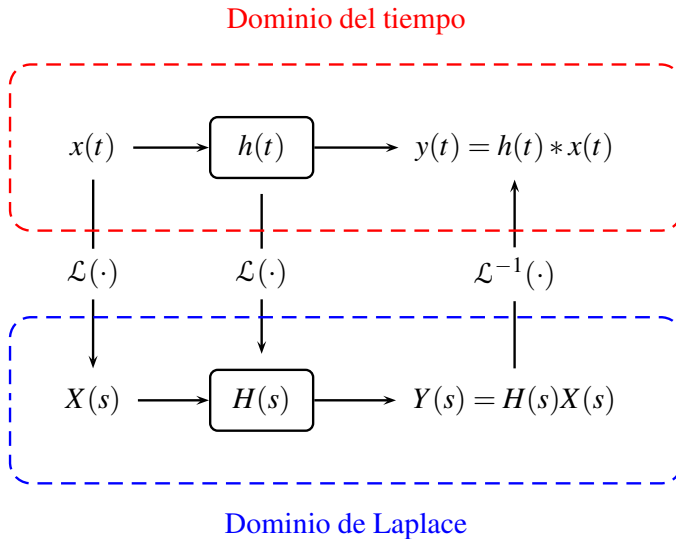 Dominio del tiempo
x(t) h(t) y(t) = h(t) ∗ x(t)
ℒ(·) ℒ(·) ℒ⁻¹(·)
X(s) H(s) Y(s) = H(s)X(s)
Dominio de Laplace